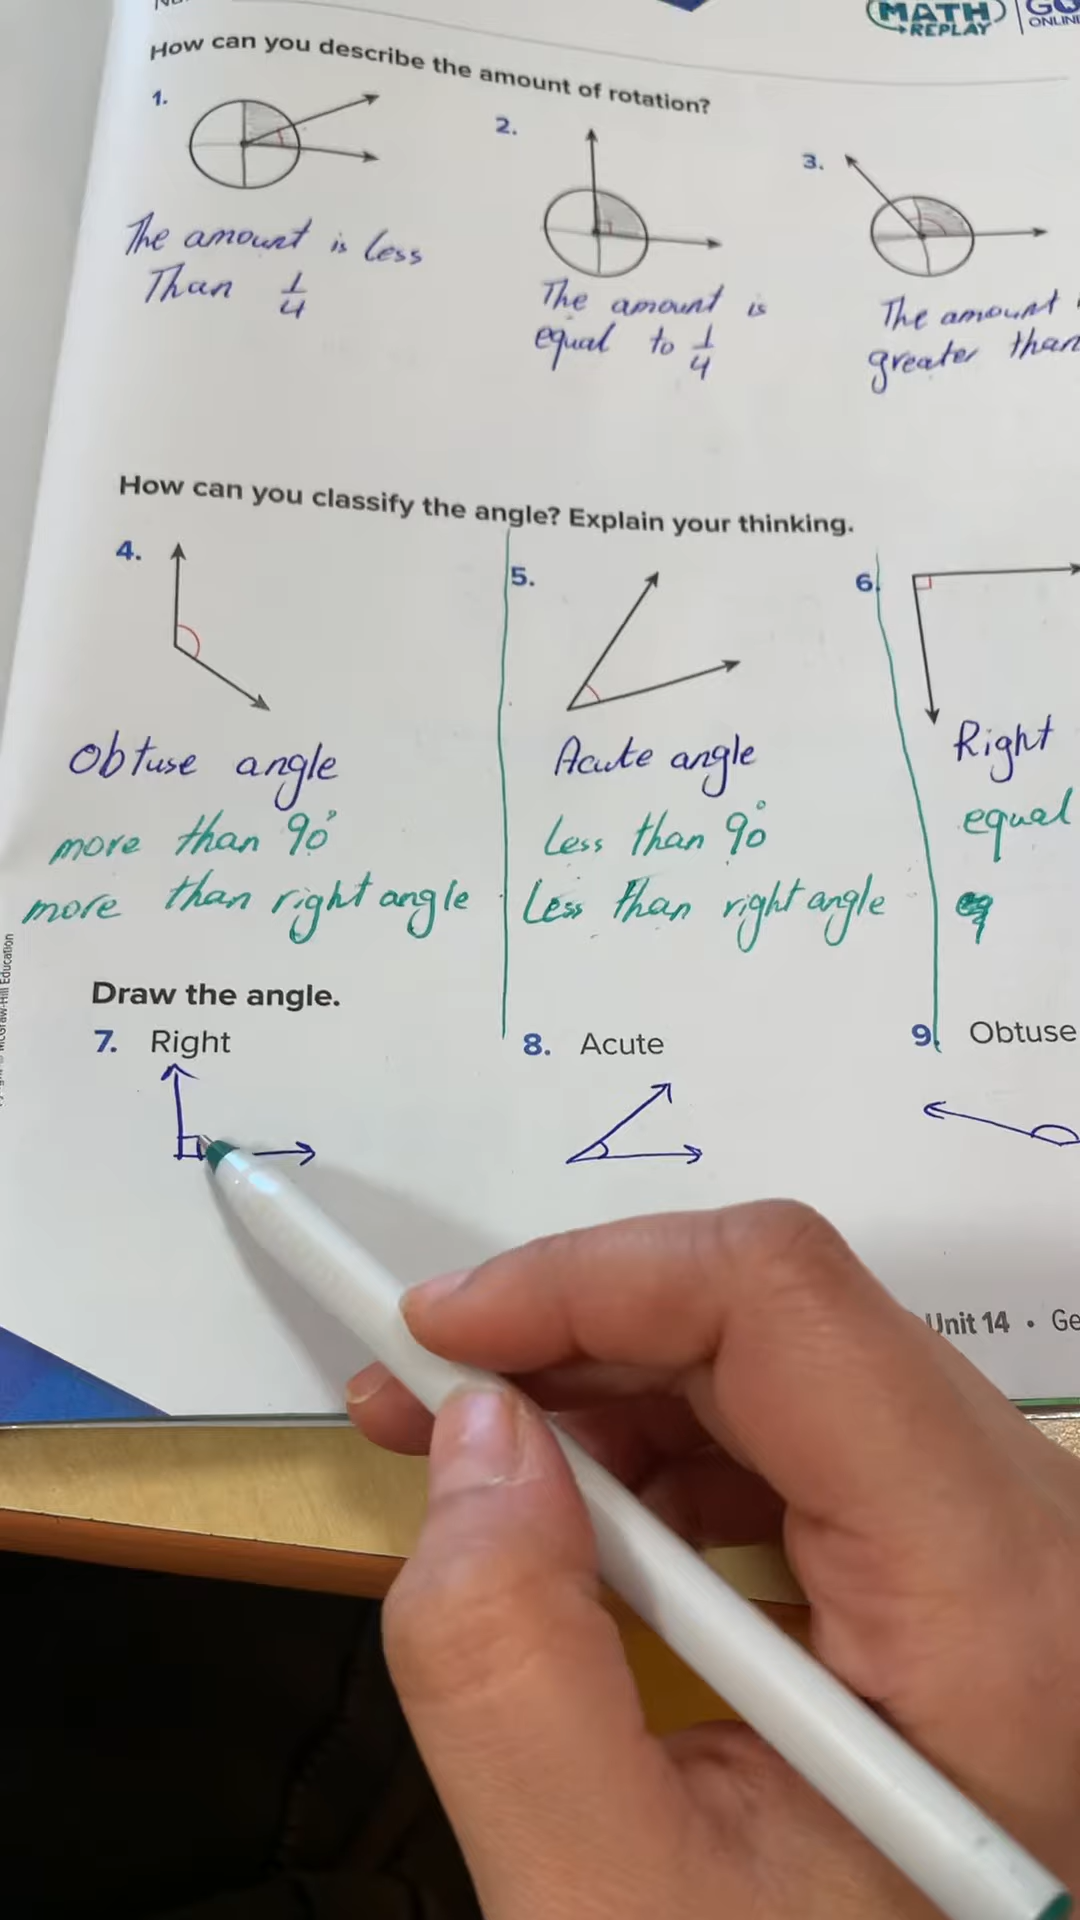 MATH
REPLAY
GO
ONLINE
How can you describe the amount of rotation?
1.
2.
3.
The amount is less
Than 1/4
The amount is
equal to 1/4
The amount
greater than
How can you classify the angle? Explain your thinking.
4.
5.
6.
Obtuse angle
more than 90°
more than right angle
Acute angle
Less than 90°
Less than right angle
Right
equal
Draw the angle.
7. Right
8. Acute
9. Obtuse
Unit 14 • Ge
McGraw-Hill Education